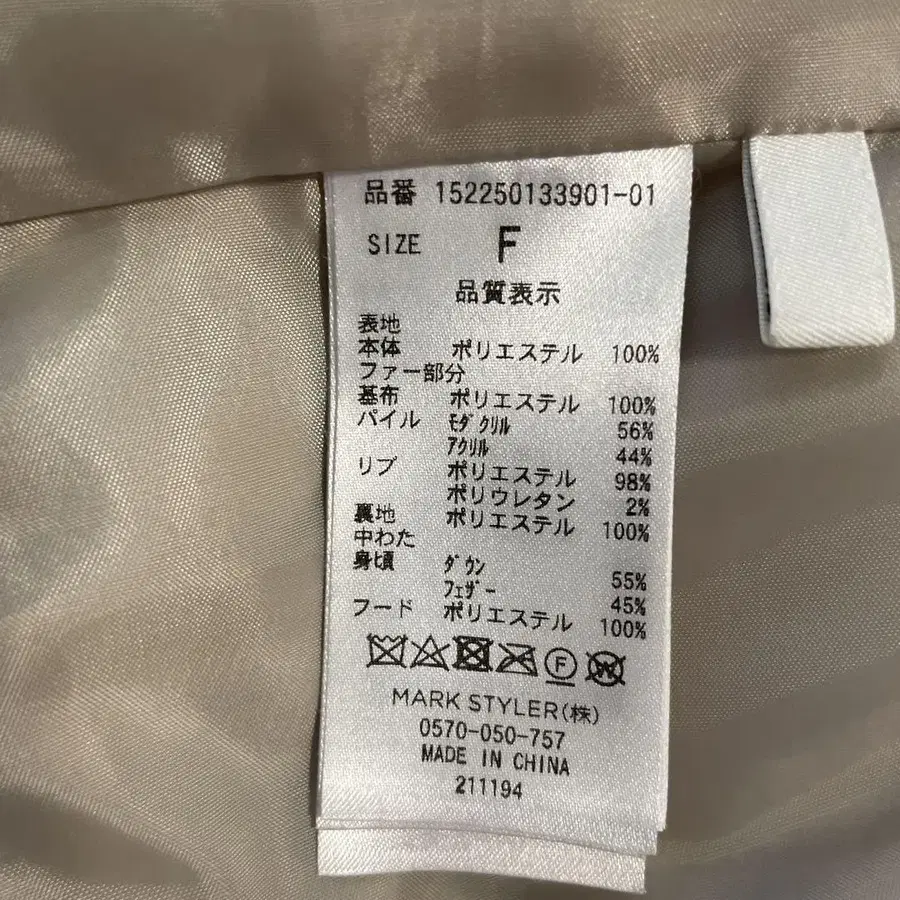 品番 152250133901-01
SIZE F
品質表示
表地
本体 ポリエステル 100%
ファー部分
基布 ポリエステル 100%
パイル ﾓﾀﾞｸﾘﾙ 56%
ｱｸﾘﾙ 44%
リブ ポリエステル 98%
ポリウレタン 2%
裏地 ポリエステル 100%
中わた
身頃 ﾀﾞｳﾝ 55%
ﾌｪｻﾞｰ 45%
フード ポリエステル 100%
F W
MARK STYLER(株)
0570-050-757
MADE IN CHINA
211194